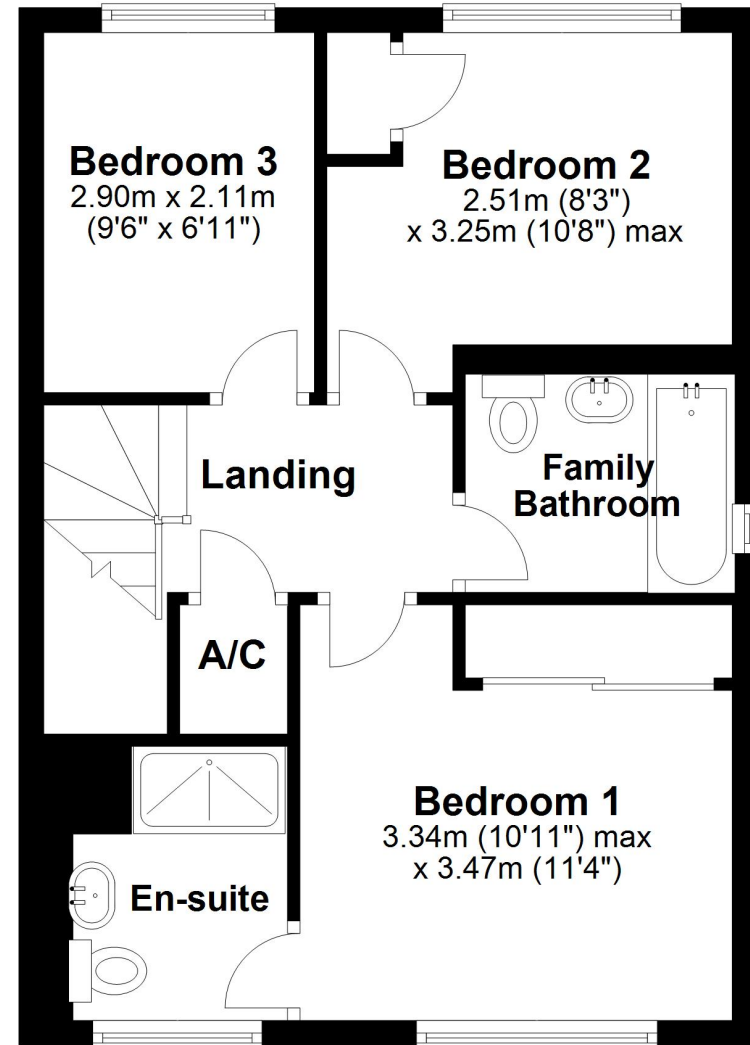 Bedroom 3
2.90m x 2.11m
(9'6" x 6'11")
Bedroom 2
2.51m (8'3")
x 3.25m (10'8") max
Landing
Family
Bathroom
A/C
Bedroom 1
3.34m (10'11") max
x 3.47m (11'4")
En-suite